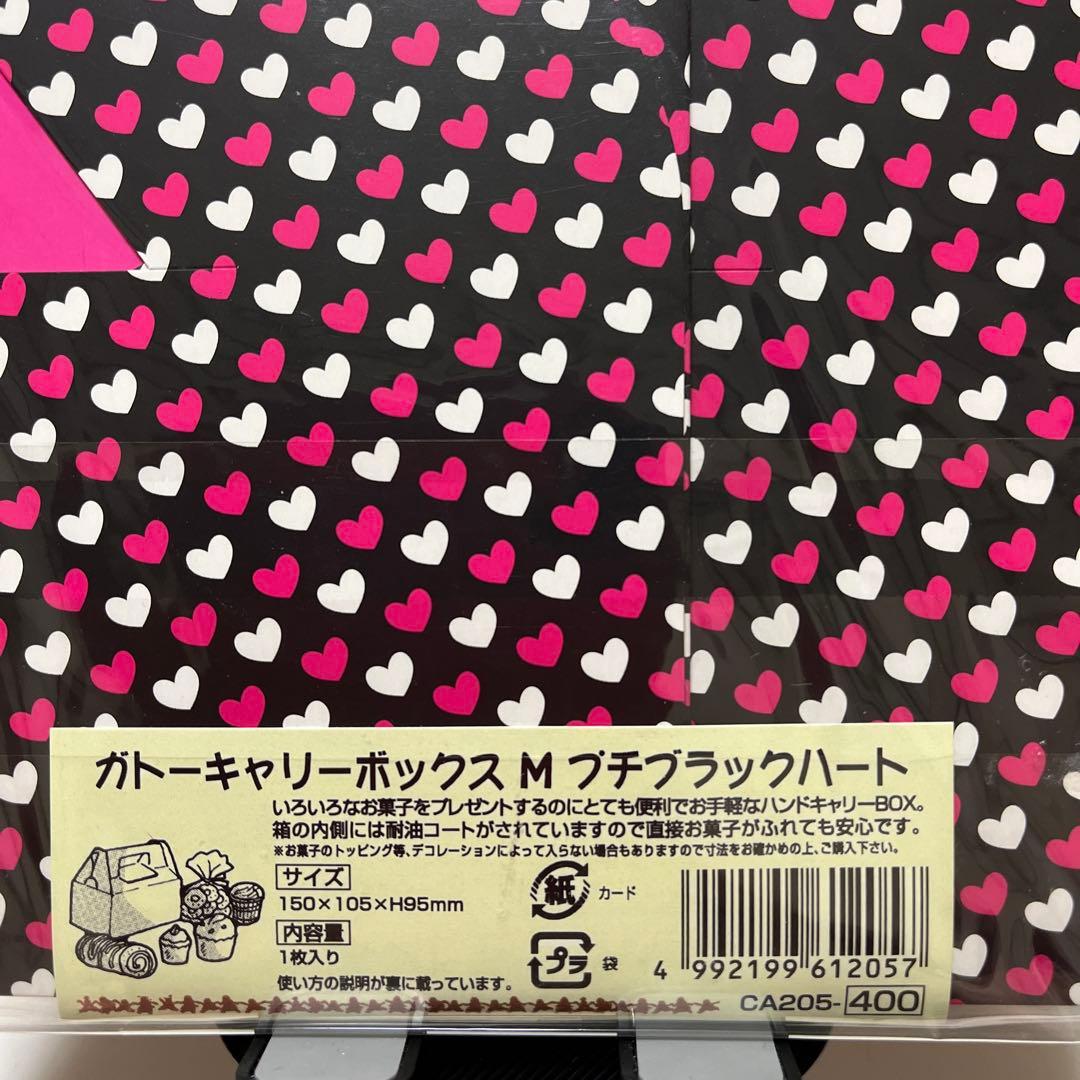 ガトーキャリーボックス M プチブラックハート
いろいろなお菓子をプレゼントするのにとても便利でお手軽なハンドキャリーBOX。
箱の内側には耐油コートがされていますので直接お菓子がふれても安心です。
※お菓子のトッピング等、デコレーションによって入らない場合もありますので寸法をお確かめの上、ご購入下さい。
サイズ
150×105×H95mm
内容量
1枚入り
使い方の説明が裏に載っています。
紙 カード
プラ 袋
4 992199 612057
CA205-400